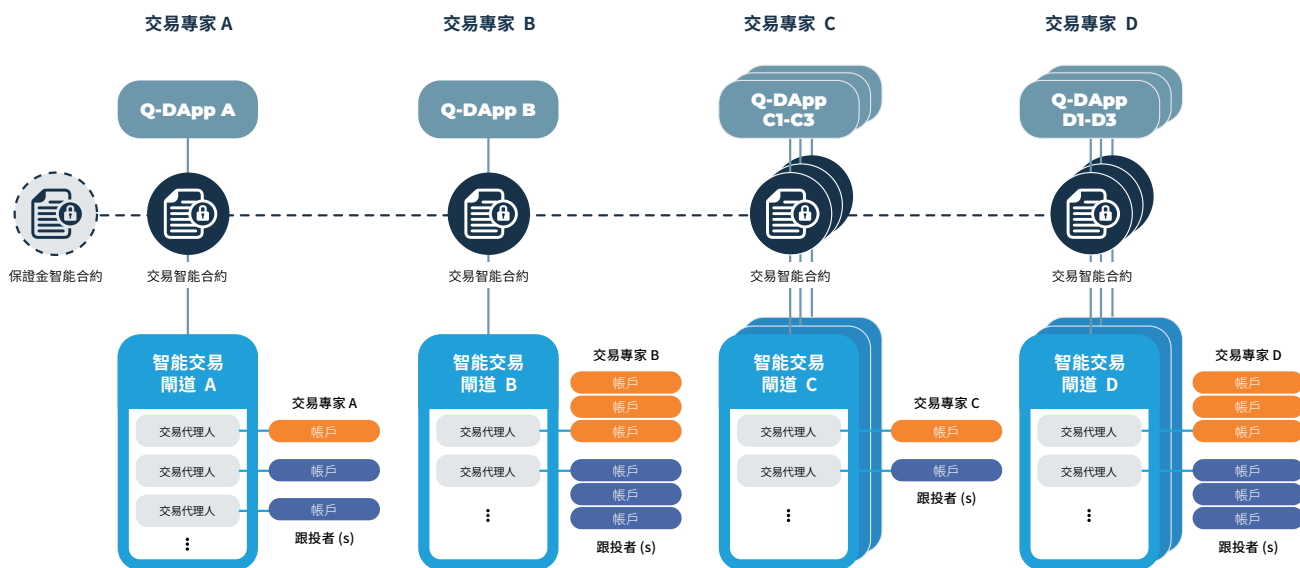 交易專家 A
交易專家 B
交易專家 C
交易專家 D
Q-DApp A
Q-DApp B
Q-DApp
C1-C3
Q-DApp
D1-D3
保證金智能合約
交易智能合約
交易智能合約
交易智能合約
交易智能合約
智能交易
閘道 A
交易代理人
交易代理人
交易代理人
交易專家 A
帳戶
帳戶
帳戶
跟投者 (s)
智能交易
閘道 B
交易代理人
交易代理人
交易專家 B
帳戶
帳戶
帳戶
帳戶
帳戶
帳戶
跟投者 (s)
智能交易
閘道 C
交易代理人
交易代理人
交易專家 C
帳戶
帳戶
跟投者 (s)
智能交易
閘道 D
交易代理人
交易代理人
交易專家 D
帳戶
帳戶
帳戶
帳戶
帳戶
帳戶
跟投者 (s)